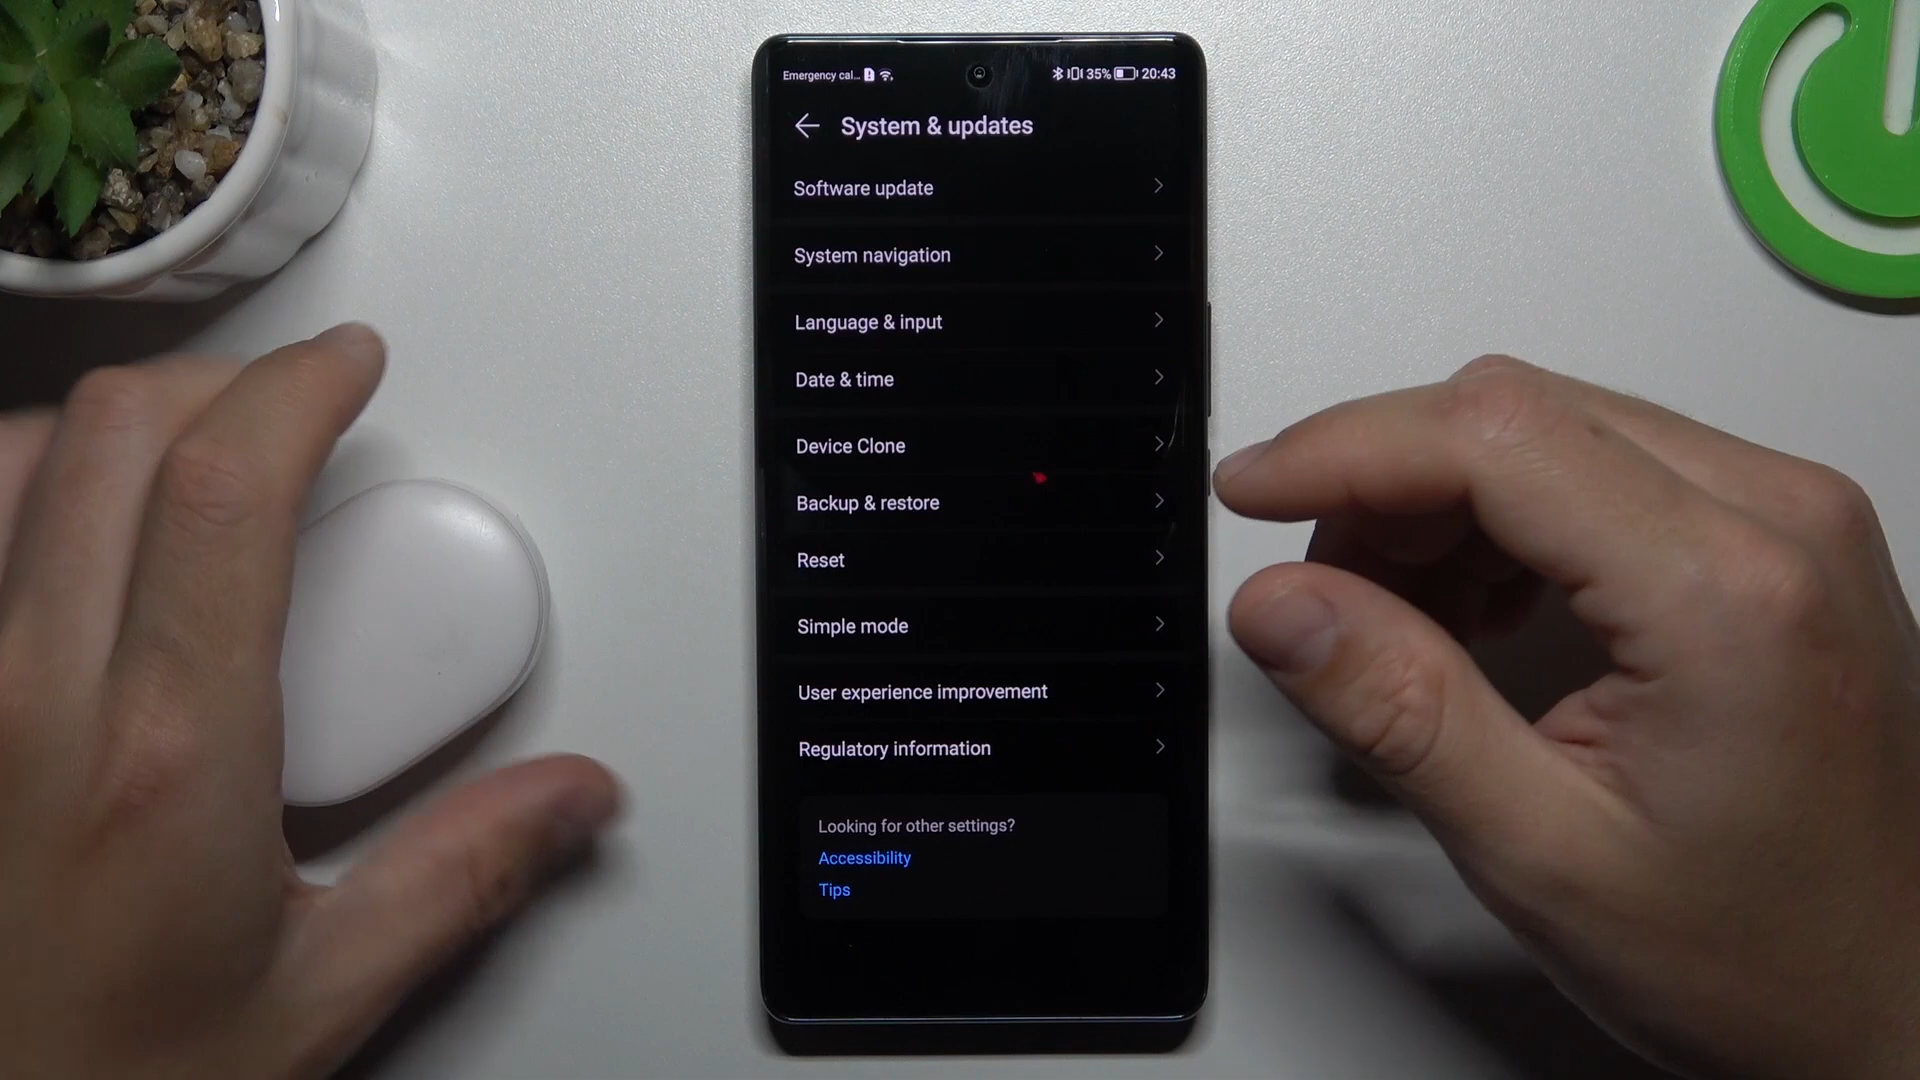 Emergency cal... 35% 20:43
System & updates
Software update
System navigation
Language & input
Date & time
Device Clone
Backup & restore
Reset
Simple mode
User experience improvement
Regulatory information
Looking for other settings?
Accessibility
Tips